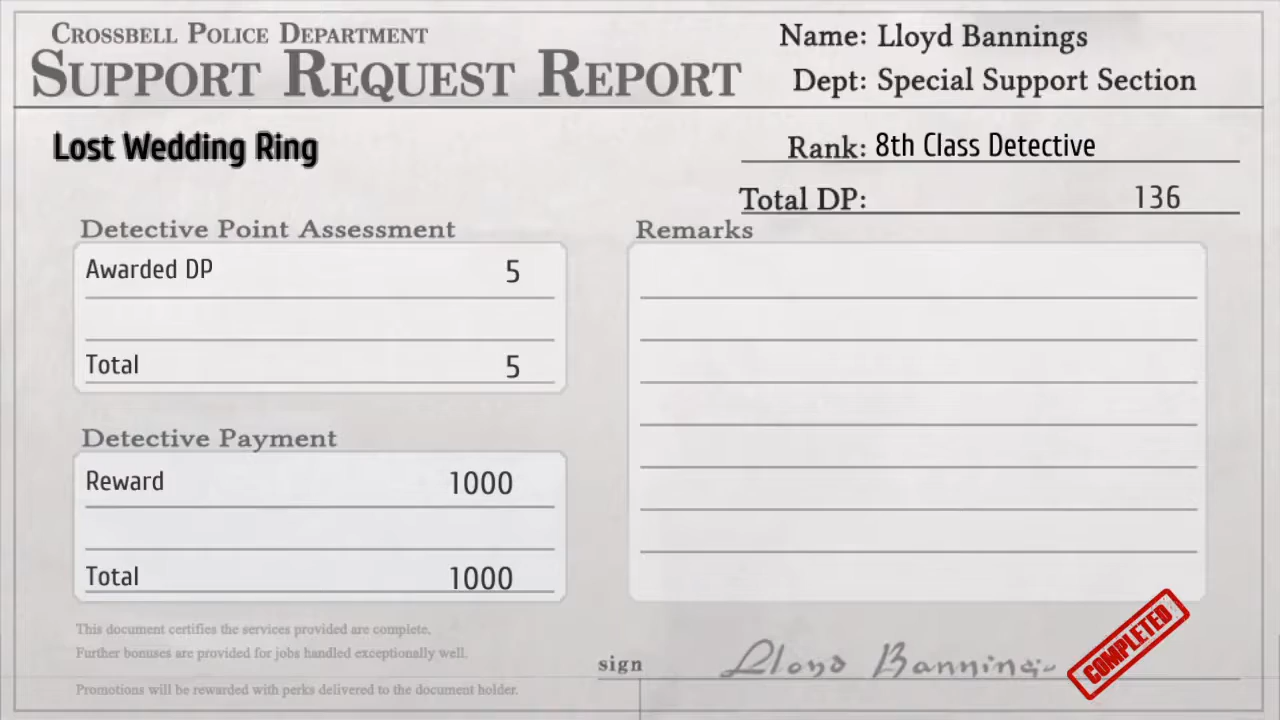 CROSSBELL POLICE DEPARTMENT
SUPPORT REQUEST REPORT
Name: Lloyd Bannings
Dept: Special Support Section
Lost Wedding Ring
Rank: 8th Class Detective
Total DP: 136
Detective Point Assessment
Awarded DP 5
Total 5
Remarks
Detective Payment
Reward 1000
Total 1000
This document certifies the services provided are complete.
Further bonuses are provided for jobs handled exceptionally well.
Promotions will be rewarded with perks delivered to the document holder.
sign Lloyd Bannings
COMPLETED